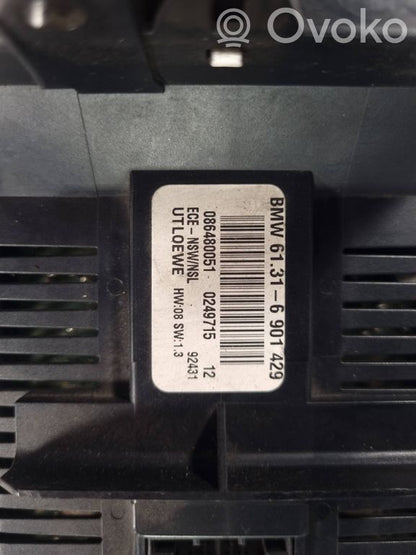 Ovoko
BMW 61.31-6 901 429
086480051 0249715 12
ECE-NSW/NSL 92431
UTLOEWE HW:08 SW:1,3